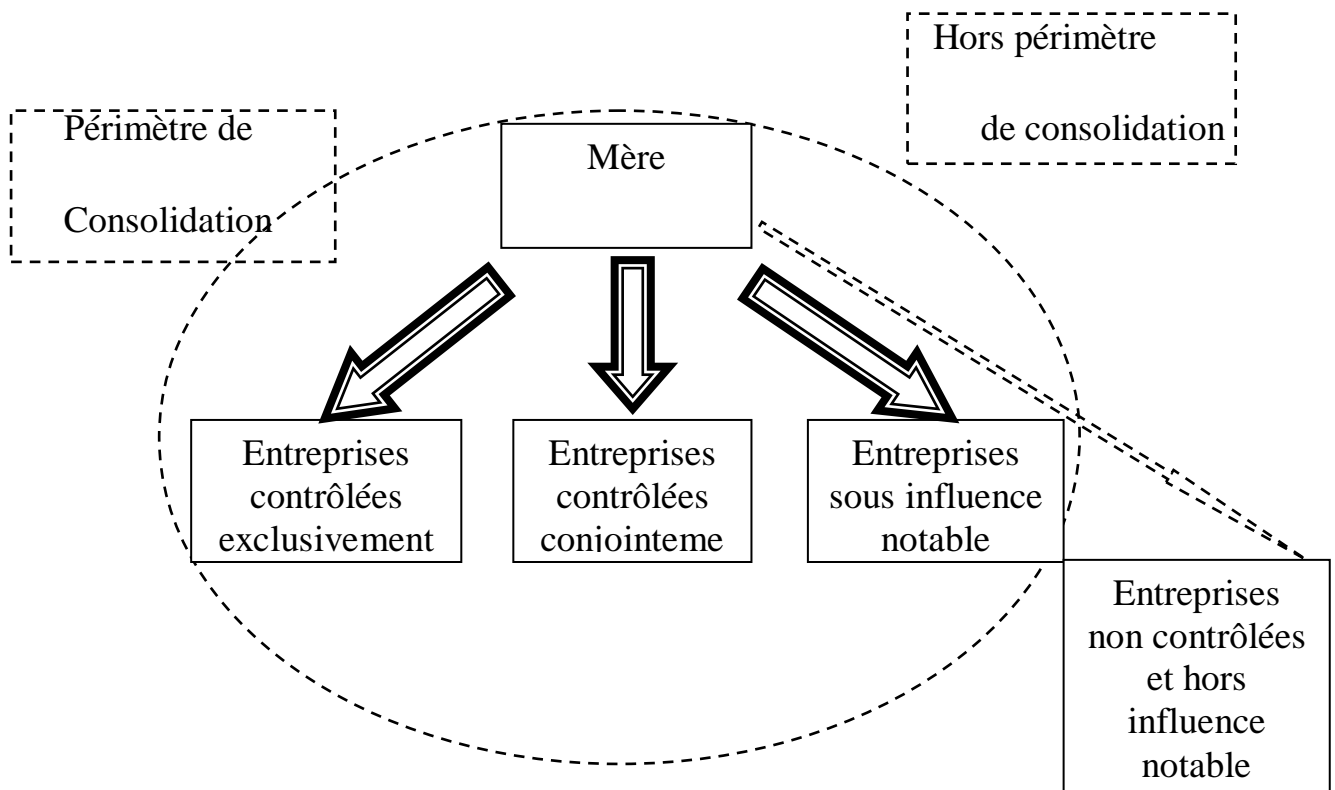 Hors périmètre
de consolidation
Périmètre de
Consolidation
Mère
Entreprises
contrôlées
exclusivement
Entreprises
contrôlées
conjointeme
Entreprises
sous influence
notable
Entreprises
non contrôlées
et hors
influence
notable